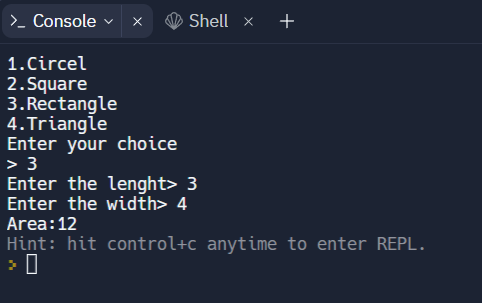 >_ Console Shell
1.Circel
2.Square
3.Rectangle
4.Triangle
Enter your choice
> 3
Enter the lenght> 3
Enter the width> 4
Area:12
Hint: hit control+c anytime to enter REPL.
>